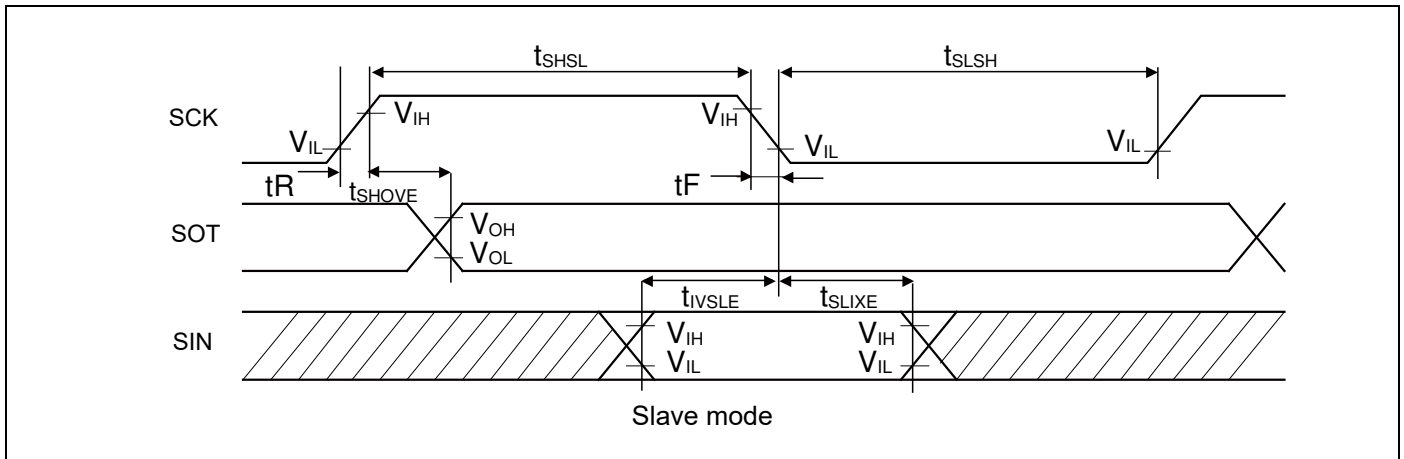 tSHSL tSLSH
SCK VIH VIH
VIL VIL VIL
tR tSHOVE tF
SOT VOH
VOL
tIVSLE tSLIXE
SIN VIH VIH
VIL VIL
Slave mode